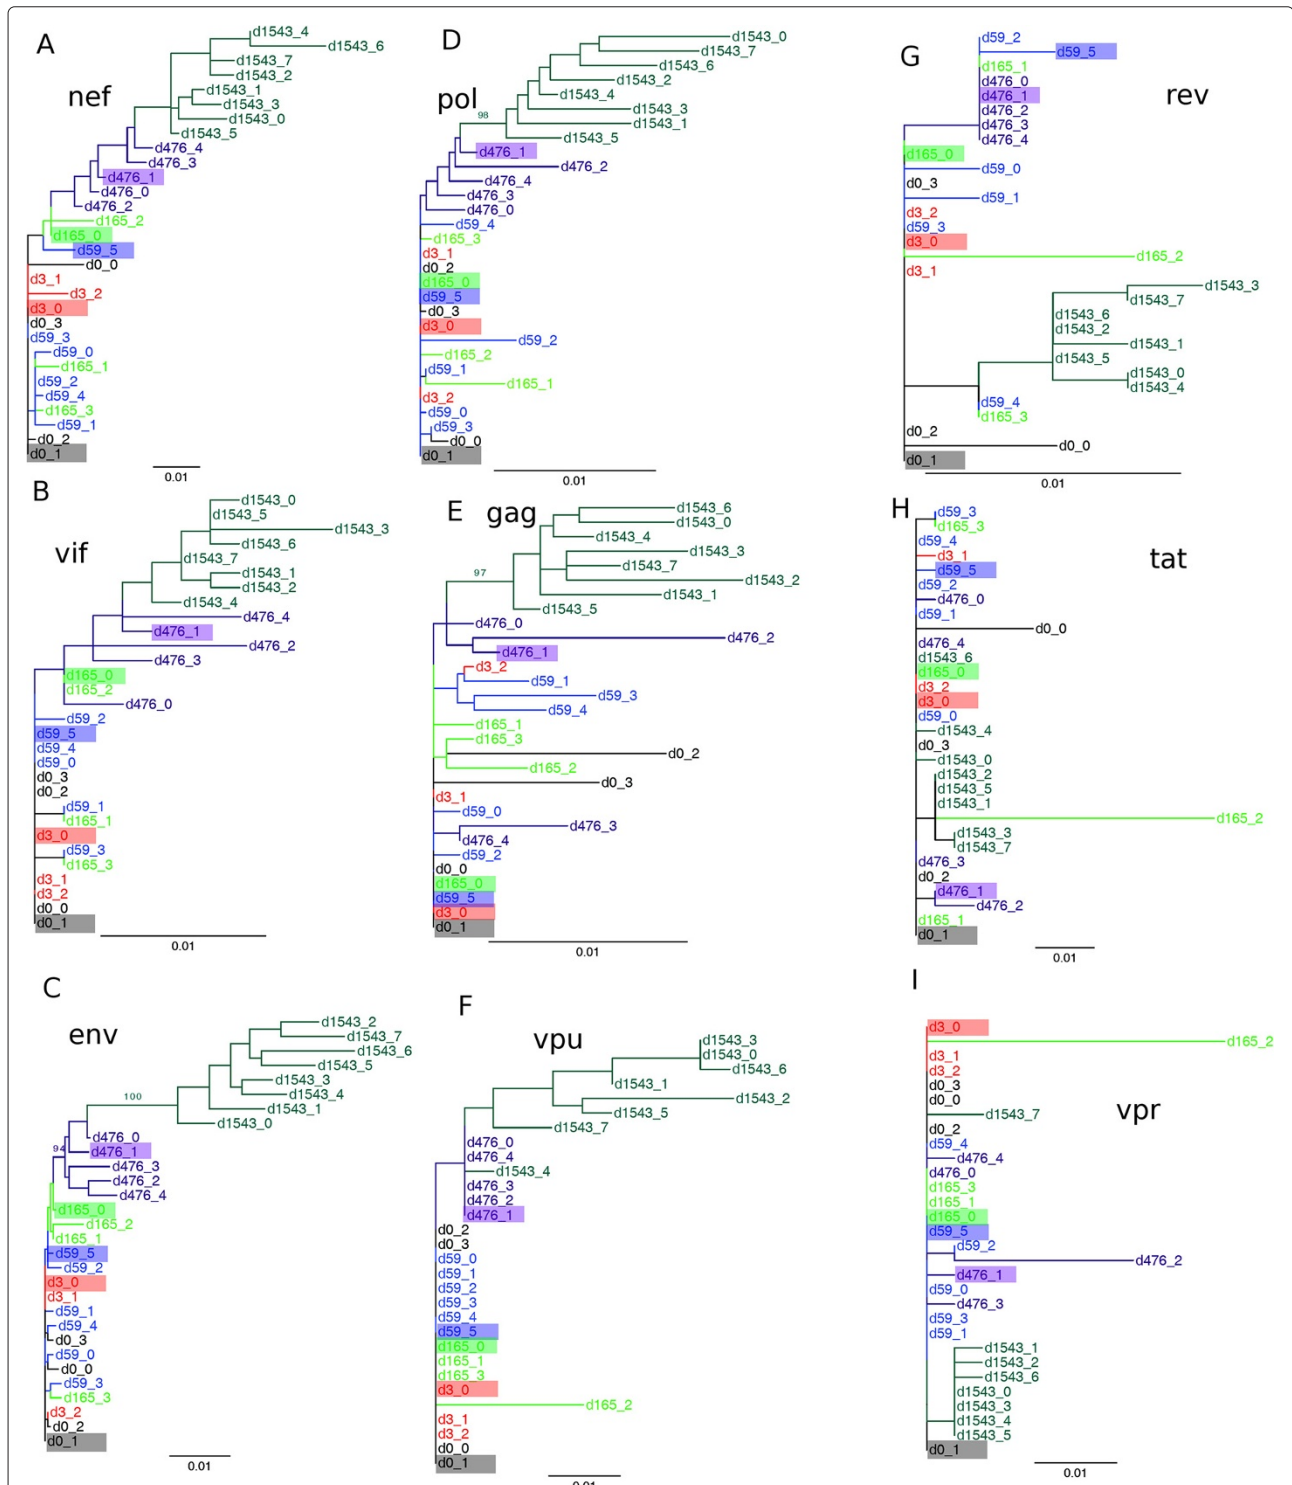 A
nef
d1543_4
d1543_6
d1543_7
d1543_2
d1543_1
d1543_3
d1543_0
d1543_5
d476_4
d476_3
d476_1
d476_0
d476_2
d165_2
d165_0
d59_5
d0_0
d3_1
d3_2
d3_0
d0_3
d59_3
d59_0
d165_1
d59_2
d59_4
d165_3
d59_1
d0_2
d0_1
0.01
B
vif
d1543_0
d1543_5
d1543_3
d1543_6
d1543_7
d1543_1
d1543_2
d1543_4
d476_4
d476_1
d476_2
d476_3
d165_0
d165_2
d476_0
d59_2
d59_5
d59_4
d59_0
d0_3
d0_2
d59_1
d165_1
d3_0
d59_3
d165_3
d3_1
d3_2
d0_0
d0_1
0.01
C
env
d1543_2
d1543_7
d1543_6
d1543_5
d1543_3
d1543_4
d1543_1
d1543_0
100
94
d476_0
d476_1
d476_3
d476_2
d476_4
d165_0
d165_2
d165_1
d59_5
d59_2
d3_0
d3_1
d59_1
d59_4
d0_3
d59_0
d0_0
d59_3
d165_3
d3_2
d0_2
d0_1
0.01
D
pol
d1543_0
d1543_7
d1543_6
d1543_2
d1543_4
d1543_3
d1543_1
d1543_5
98
d476_1
d476_2
d476_4
d476_3
d476_0
d59_4
d165_3
d3_1
d0_2
d165_0
d59_5
d0_3
d3_0
d59_2
d165_2
d59_1
d165_1
d3_2
d59_0
d59_3
d0_0
d0_1
0.01
E
gag
d1543_6
d1543_0
d1543_4
d1543_3
d1543_7
d1543_2
d1543_1
d1543_5
97
d476_0
d476_2
d476_1
d3_2
d59_1
d59_3
d59_4
d165_1
d165_3
d0_2
d165_2
d0_3
d3_1
d59_0
d476_3
d476_4
d59_2
d0_0
d165_0
d59_5
d3_0
d0_1
0.01
F
vpu
d1543_3
d1543_0
d1543_6
d1543_1
d1543_2
d1543_5
d1543_7
d476_0
d476_4
d1543_4
d476_3
d476_2
d476_1
d0_2
d0_3
d59_0
d59_1
d59_2
d59_3
d59_4
d59_5
d165_0
d165_1
d165_3
d3_0
d165_2
d3_1
d3_2
d0_0
d0_1
0.01
G
rev
d59_2
d59_5
d165_1
d476_0
d476_1
d476_2
d476_3
d476_4
d165_0
d59_0
d0_3
d59_1
d3_2
d59_3
d3_0
d165_2
d3_1
d1543_3
d1543_7
d1543_6
d1543_2
d1543_1
d1543_5
d1543_0
d1543_4
d59_4
d165_3
d0_2
d0_0
d0_1
0.01
H
tat
d59_3
d165_3
d59_4
d3_1
d59_5
d59_2
d476_0
d59_1
d0_0
d476_4
d1543_6
d165_0
d3_2
d3_0
d59_0
d1543_4
d0_3
d1543_0
d1543_2
d1543_5
d1543_1
d165_2
d1543_3
d1543_7
d476_3
d0_2
d476_1
d476_2
d165_1
d0_1
0.01
I
vpr
d3_0
d165_2
d3_1
d3_2
d0_3
d0_0
d1543_7
d0_2
d59_4
d476_4
d476_0
d165_3
d165_1
d165_0
d59_5
d59_2
d476_2
d476_1
d59_0
d476_3
d59_3
d59_1
d1543_1
d1543_2
d1543_6
d1543_0
d1543_3
d1543_4
d1543_5
d0_1
0.01